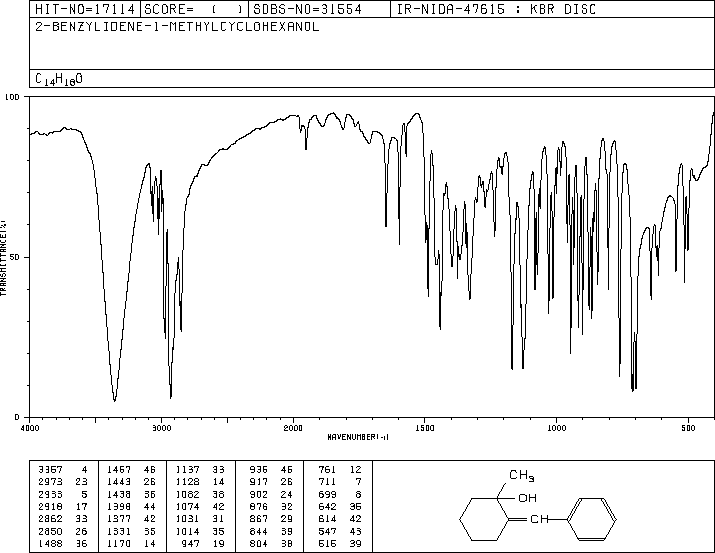 HIT-NO=17114 SCORE= ( ) SDBS-NO=31554 IR-NIDA-47615 : KBR DISC
2-BENZYLIDENE-1-METHYLCYCLOHEXANOL
C14H18O
100
50
0
TRANSMITTANCE(%)
4000 3000 2000 1500 1000 500
WAVENUMBER(-1)
3367 4 1467 46 1137 33 936 46 761 12
2973 23 1443 26 1128 14 917 26 711 7
2933 5 1438 36 1082 38 902 24 699 8
2918 17 1398 44 1074 42 876 32 642 36
2862 33 1377 42 1031 31 867 29 614 42
2850 26 1331 35 1014 35 844 39 547 43
1488 36 1170 14 947 19 804 38 516 39
CH3
OH
CH